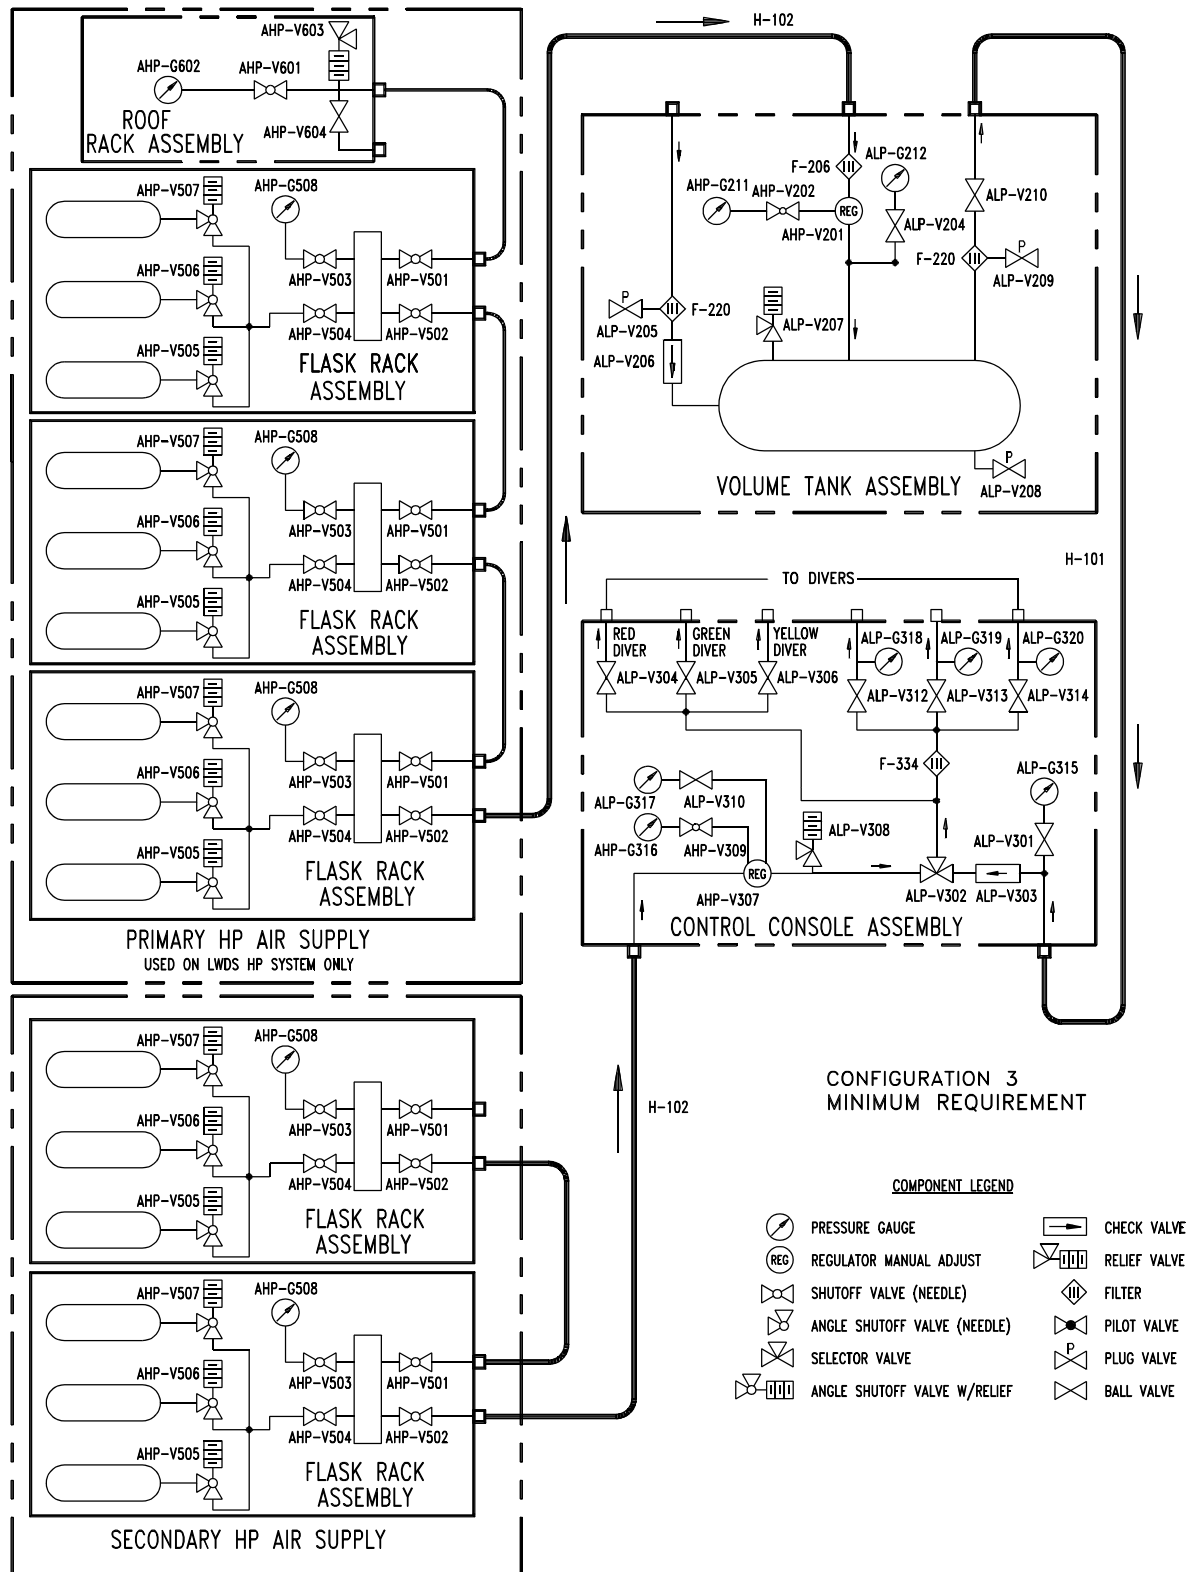 H-102
AHP-V603
AHP-G602
AHP-V601
AHP-V604
ROOF
RACK ASSEMBLY
AHP-V507
AHP-G508
AHP-V506
AHP-V503
AHP-V501
AHP-V504
AHP-V502
AHP-V505
FLASK RACK
ASSEMBLY
AHP-V507
AHP-G508
AHP-V506
AHP-V503
AHP-V501
AHP-V504
AHP-V502
AHP-V505
FLASK RACK
ASSEMBLY
AHP-V507
AHP-G508
AHP-V506
AHP-V503
AHP-V501
AHP-V504
AHP-V502
AHP-V505
FLASK RACK
ASSEMBLY
PRIMARY HP AIR SUPPLY
USED ON LWDS HP SYSTEM ONLY
AHP-V507
AHP-G508
AHP-V506
AHP-V503
AHP-V501
AHP-V504
AHP-V502
AHP-V505
FLASK RACK
ASSEMBLY
AHP-V507
AHP-G508
AHP-V506
AHP-V503
AHP-V501
AHP-V504
AHP-V502
AHP-V505
FLASK RACK
ASSEMBLY
SECONDARY HP AIR SUPPLY
F-206
ALP-G212
AHP-G211
AHP-V202
REG
AHP-V201
ALP-V204
ALP-V210
F-220
P
ALP-V209
P
ALP-V205
F-220
ALP-V207
ALP-V206
VOLUME TANK ASSEMBLY
P
ALP-V208
H-101
TO DIVERS
RED
DIVER
GREEN
DIVER
YELLOW
DIVER
ALP-G318
ALP-G319
ALP-G320
ALP-V304
ALP-V305
ALP-V306
ALP-V312
ALP-V313
ALP-V314
F-334
ALP-G315
ALP-G317
ALP-V310
AHP-G316
AHP-V309
ALP-V308
ALP-V301
REG
AHP-V307
ALP-V302
ALP-V303
CONTROL CONSOLE ASSEMBLY
H-102
CONFIGURATION 3
MINIMUM REQUIREMENT
COMPONENT LEGEND
PRESSURE GAUGE
REG
REGULATOR MANUAL ADJUST
SHUTOFF VALVE (NEEDLE)
ANGLE SHUTOFF VALVE (NEEDLE)
SELECTOR VALVE
ANGLE SHUTOFF VALVE W/RELIEF
CHECK VALVE
RELIEF VALVE
FILTER
PILOT VALVE
P
PLUG VALVE
BALL VALVE